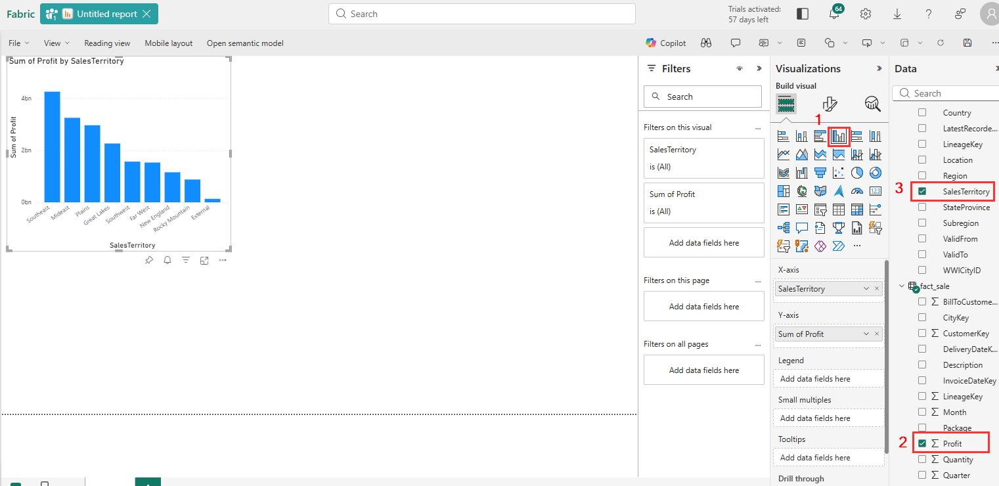 Fabric
1
Untitled report
Search
Trials activated:
57 days left
64
?
File
View
Reading view
Mobile layout
Open semantic model
Copilot
Sum of Profit by SalesTerritory
Sum of Profit
4bn
2bn
0bn
Southeast
Mideast
Plains
Great Lakes
Southwest
Far West
New England
Rocky Mountain
External
SalesTerritory
Filters
Search
Filters on this visual
SalesTerritory
is (All)
Sum of Profit
is (All)
Add data fields here
Filters on this page
Add data fields here
Filters on all pages
Add data fields here
Visualizations
Build visual
1
123
X-axis
SalesTerritory
Y-axis
Sum of Profit
Legend
Add data fields here
Small multiples
Add data fields here
Tooltips
Add data fields here
Drill through
Data
Search
Country
LatestRecorde...
LineageKey
Location
Region
3
SalesTerritory
StateProvince
Subregion
ValidFrom
ValidTo
WWICityID
fact_sale
Σ BillToCustome...
CityKey
Σ CustomerKey
DeliveryDateK...
Description
InvoiceDateKey
Σ LineageKey
Σ Month
Package
2
Σ Profit
Σ Quantity
Σ Quarter